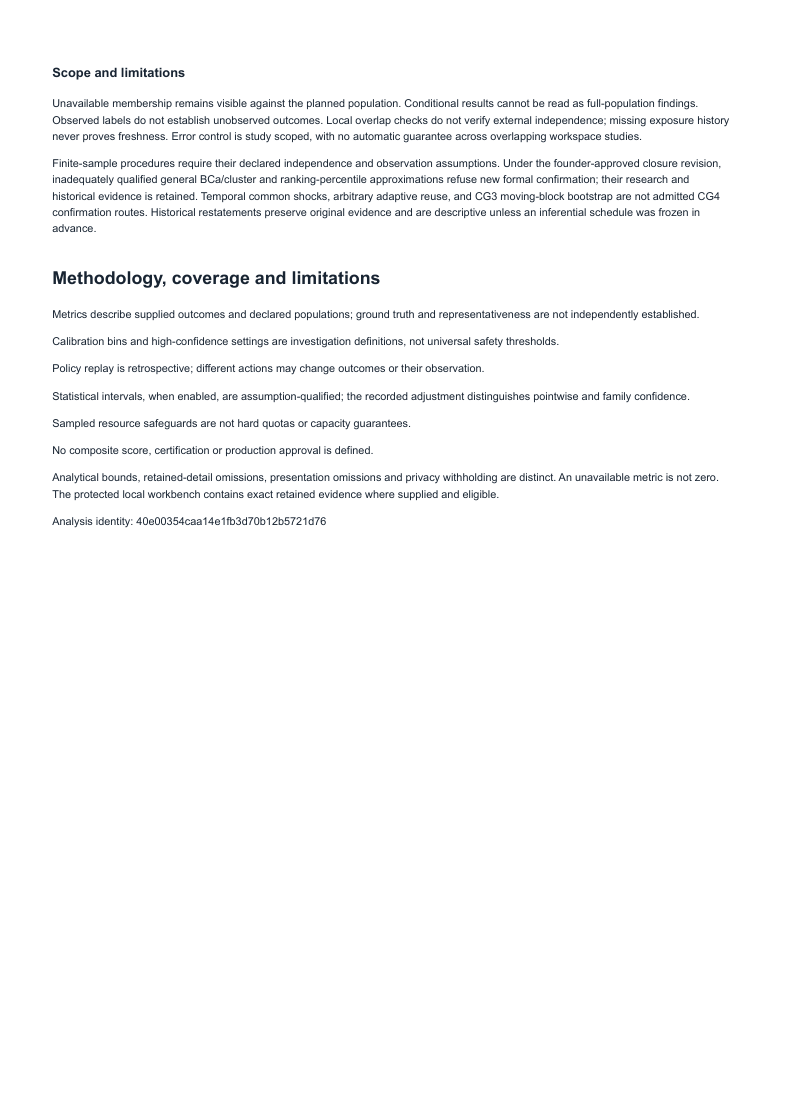 Scope and limitations
Unavailable membership remains visible against the planned population. Conditional results cannot be read as full-population findings.
Observed labels do not establish unobserved outcomes. Local overlap checks do not verify external independence; missing exposure history
never proves freshness. Error control is study scoped, with no automatic guarantee across overlapping workspace studies.
Finite-sample procedures require their declared independence and observation assumptions. Under the founder-approved closure revision,
inadequately qualified general BCa/cluster and ranking-percentile approximations refuse new formal confirmation; their research and
historical evidence is retained. Temporal common shocks, arbitrary adaptive reuse, and CG3 moving-block bootstrap are not admitted CG4
confirmation routes. Historical restatements preserve original evidence and are descriptive unless an inferential schedule was frozen in
advance.
Methodology, coverage and limitations
Metrics describe supplied outcomes and declared populations; ground truth and representativeness are not independently established.
Calibration bins and high-confidence settings are investigation definitions, not universal safety thresholds.
Policy replay is retrospective; different actions may change outcomes or their observation.
Statistical intervals, when enabled, are assumption-qualified; the recorded adjustment distinguishes pointwise and family confidence.
Sampled resource safeguards are not hard quotas or capacity guarantees.
No composite score, certification or production approval is defined.
Analytical bounds, retained-detail omissions, presentation omissions and privacy withholding are distinct. An unavailable metric is not zero.
The protected local workbench contains exact retained evidence where supplied and eligible.
Analysis identity: 40e00354caa14e1fb3d70b12b5721d76